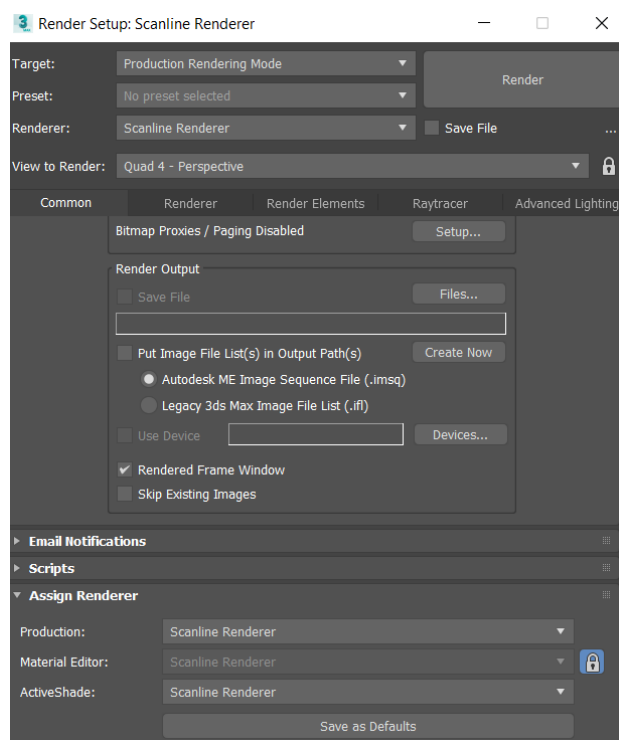 Render Setup: Scanline Renderer
Target: Production Rendering Mode
Render
Preset: No preset selected
Renderer: Scanline Renderer Save File ...
View to Render: Quad 4 - Perspective
Common Renderer Render Elements Raytracer Advanced Lighting
Bitmap Proxies / Paging Disabled Setup...
Render Output
Save File Files...
Put Image File List(s) in Output Path(s) Create Now
Autodesk ME Image Sequence File (.imsq)
Legacy 3ds Max Image File List (.ifl)
Use Device Devices...
Rendered Frame Window
Skip Existing Images
Email Notifications
Scripts
Assign Renderer
Production: Scanline Renderer
Material Editor: Scanline Renderer
ActiveShade: Scanline Renderer
Save as Defaults